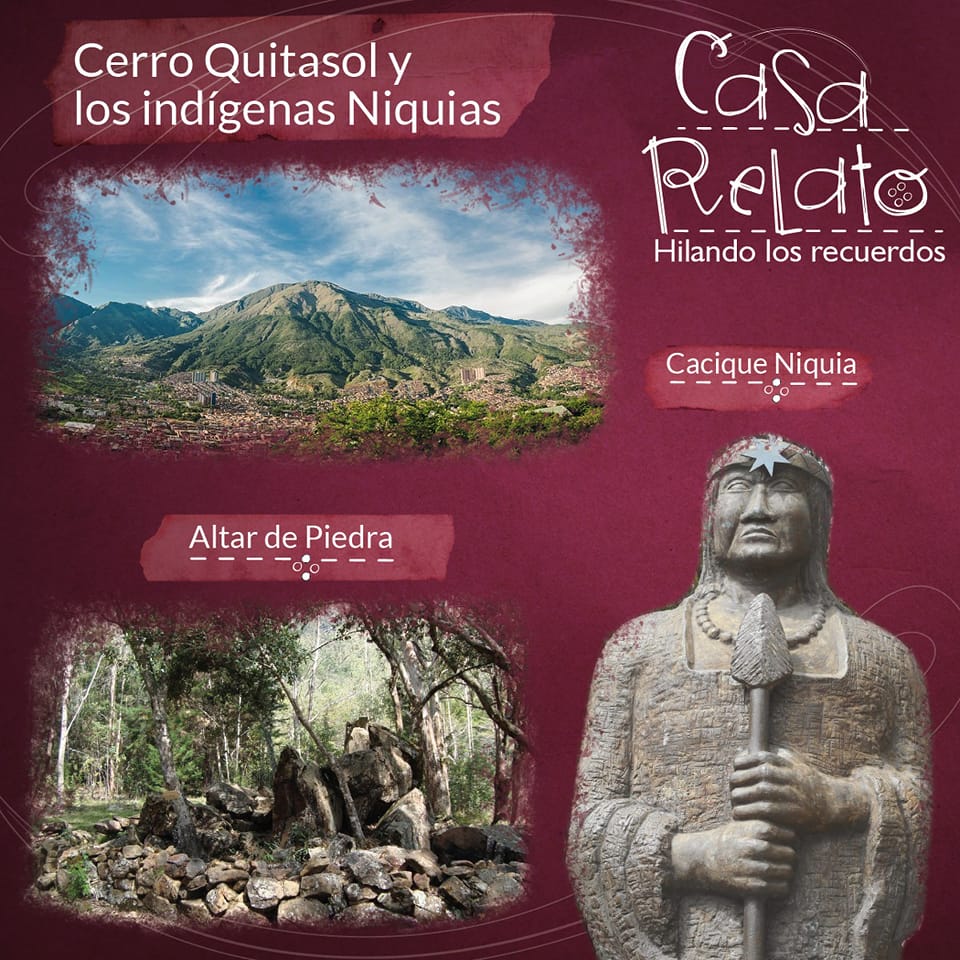 Cerro Quitasol y
los indígenas Niquias
Casa
Relato
Hilando los recuerdos
Cacique Niquia
Altar de Piedra